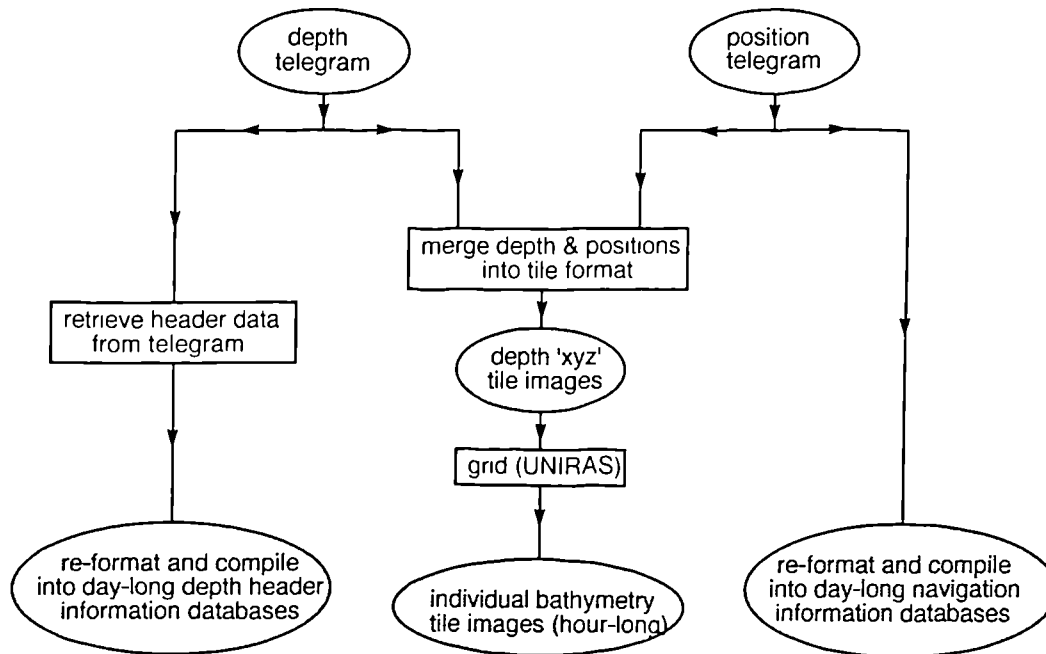 depth
telegram
position
telegram
merge depth & positions
into tile format
retrieve header data
from telegram
depth 'xyz'
tile images
grid (UNIRAS)
re-format and compile
into day-long depth header
information databases
individual bathymetry
tile images (hour-long)
re-format and compile
into day-long navigation
information databases